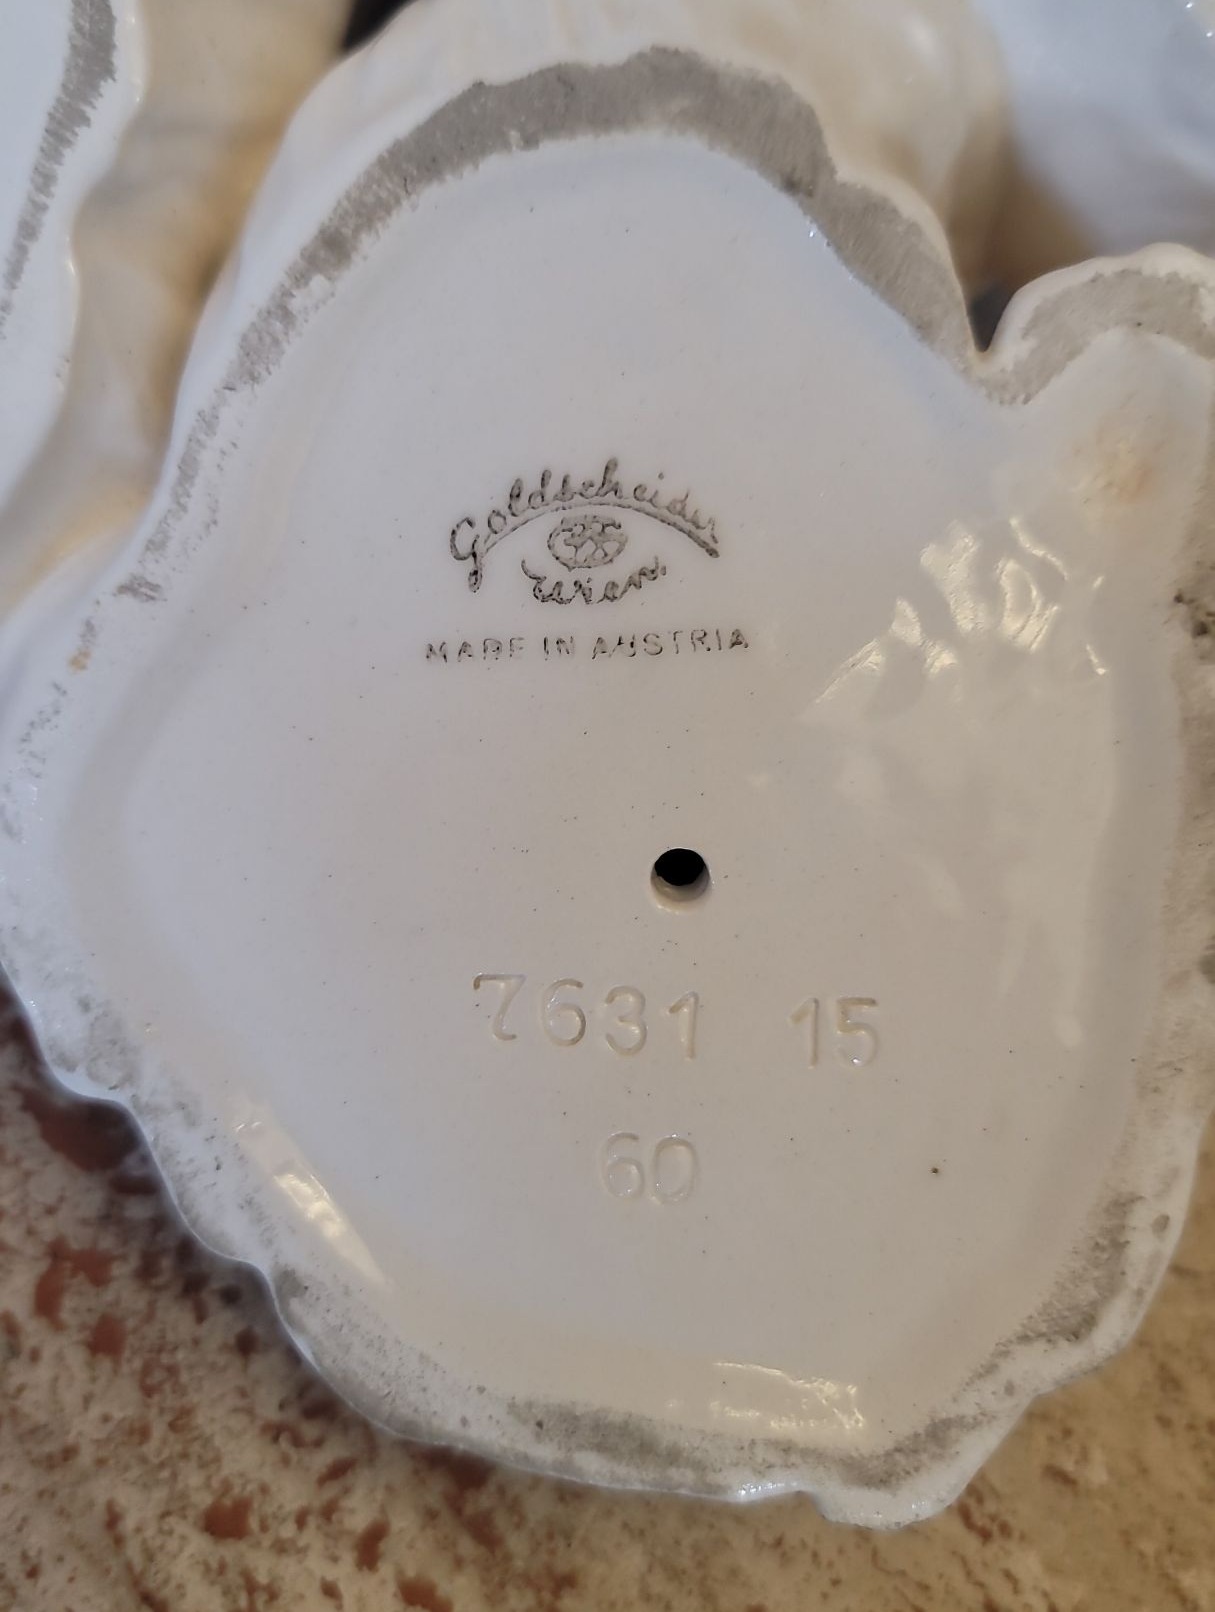 Goldscheider
Wien.
MADE IN AUSTRIA
7631 15
60